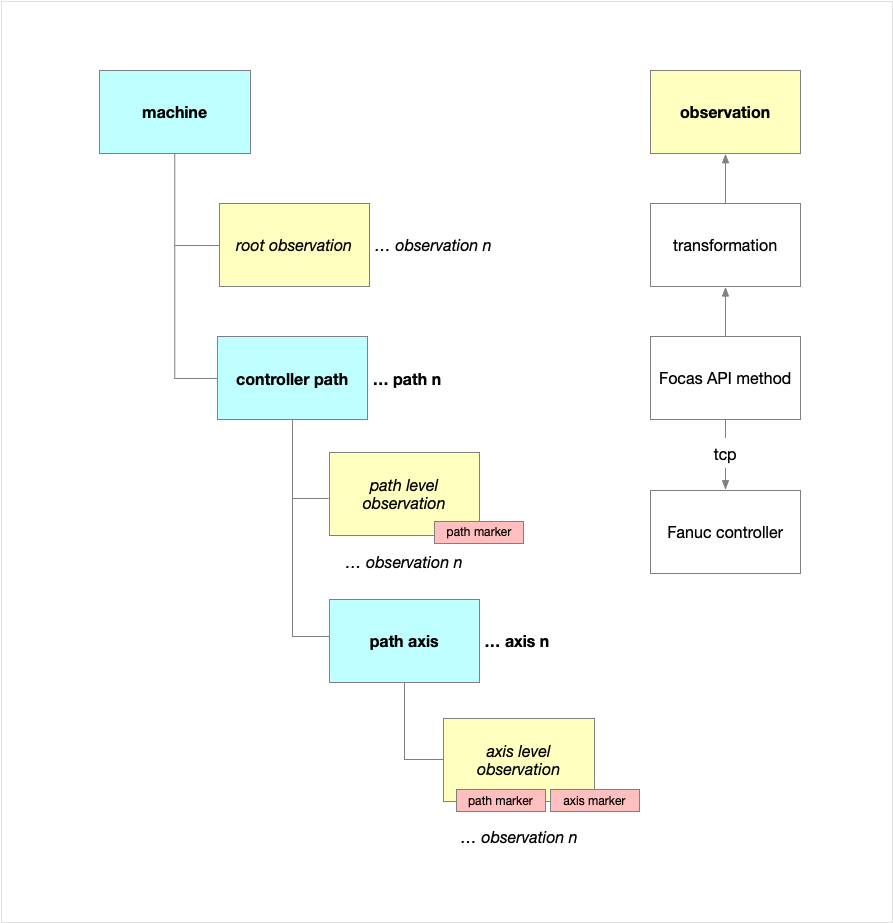 machine
root observation
… observation n
controller path
… path n
path level
observation
path marker
… observation n
path axis
… axis n
axis level
observation
path marker
axis marker
… observation n
observation
transformation
Focas API method
tcp
Fanuc controller